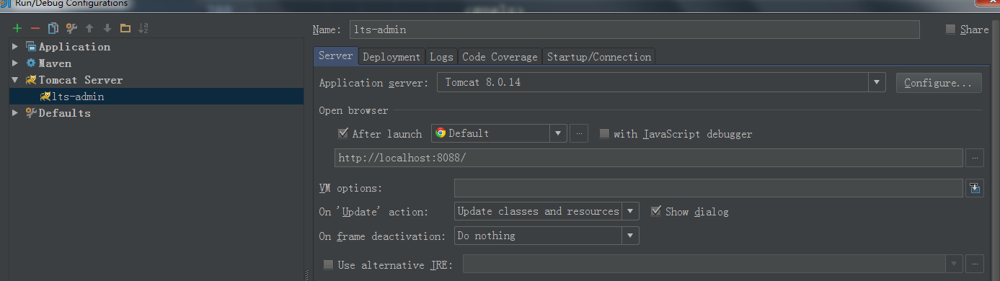 Run/Debug Configurations
<goals>
Name: lts-admin Share
Application
Maven
Tomcat Server
lts-admin
Defaults
Server Deployment Logs Code Coverage Startup/Connection
Application server: Tomcat 8.0.14 Configure...
Open browser
After launch Default ... with JavaScript debugger
http://localhost:8088/ ...
VM options:
On 'Update' action: Update classes and resources Show dialog
On frame deactivation: Do nothing
Use alternative JRE: ...